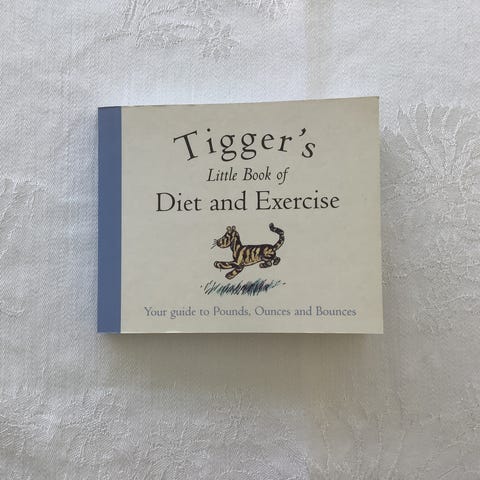 Tigger's
Little Book of
Diet and Exercise
Your guide to Pounds, Ounces and Bounces